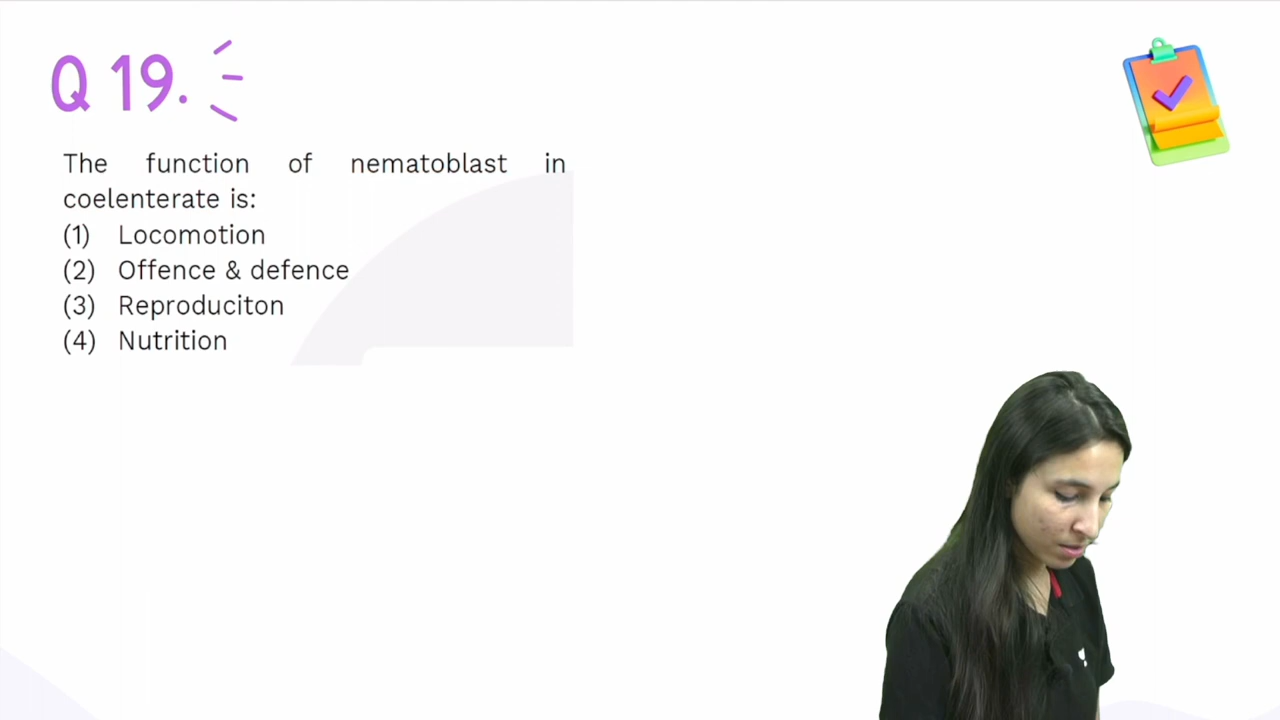 Q 19.
The function of nematoblast in
coelenterate is:
(1) Locomotion
(2) Offence & defence
(3) Reproduciton
(4) Nutrition